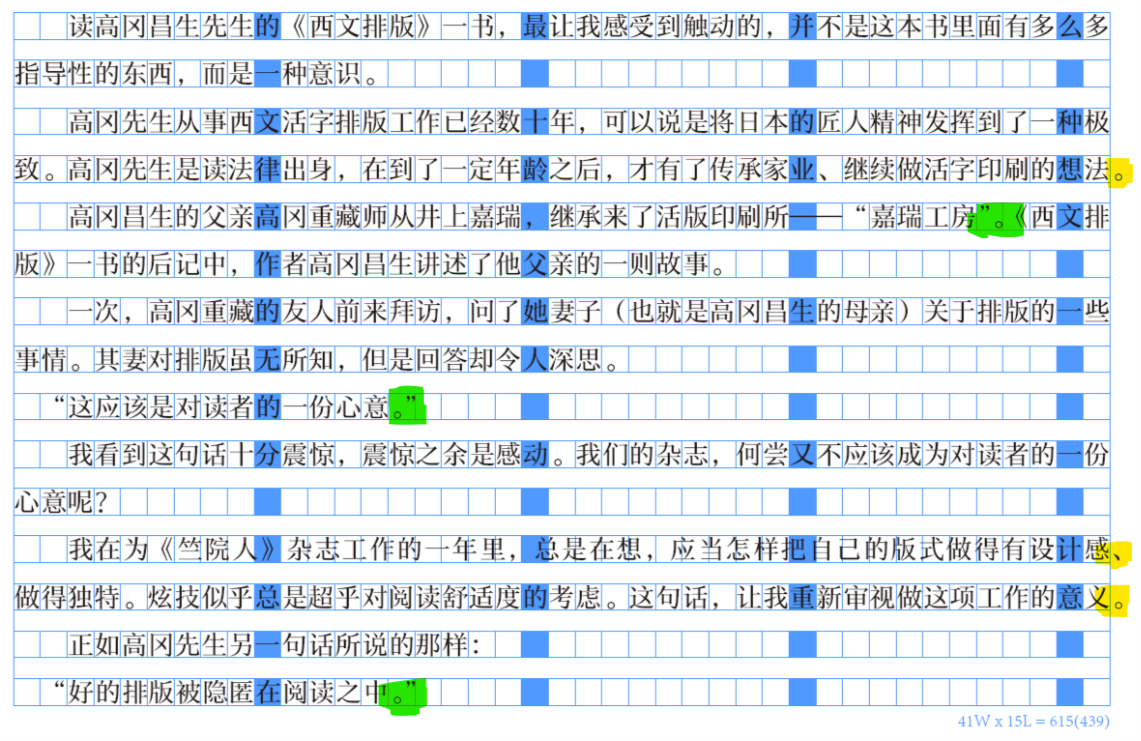 读高冈昌生先生的《西文排版》一书，最让我感受到触动的，并不是这本书里面有多么多
指导性的东西，而是一种意识。
高冈先生从事西文活字排版工作已经数十年，可以说是将日本的匠人精神发挥到了一种极
致。高冈先生是读法律出身，在到了一定年龄之后，才有了传承家业、继续做活字印刷的想法。
高冈昌生的父亲高冈重藏师从井上嘉瑞，继承来了活版印刷所——“嘉瑞工房”。《西文排
版》一书的后记中，作者高冈昌生讲述了他父亲的一则故事。
一次，高冈重藏的友人前来拜访，问了她妻子（也就是高冈昌生的母亲）关于排版的一些
事情。其妻对排版虽无所知，但是回答却令人深思。
“这应该是对读者的一份心意。”
我看到这句话十分震惊，震惊之余是感动。我们的杂志，何尝又不应该成为对读者的一份
心意呢？
我在为《竺院人》杂志工作的一年里，总是在想，应当怎样把自己的版式做得有设计感、
做得独特。炫技似乎总是超乎对阅读舒适度的考虑。这句话，让我重新审视做这项工作的意义。
正如高冈先生另一句话所说的那样：
“好的排版被隐匿在阅读之中。”
41W x 15L = 615(439)